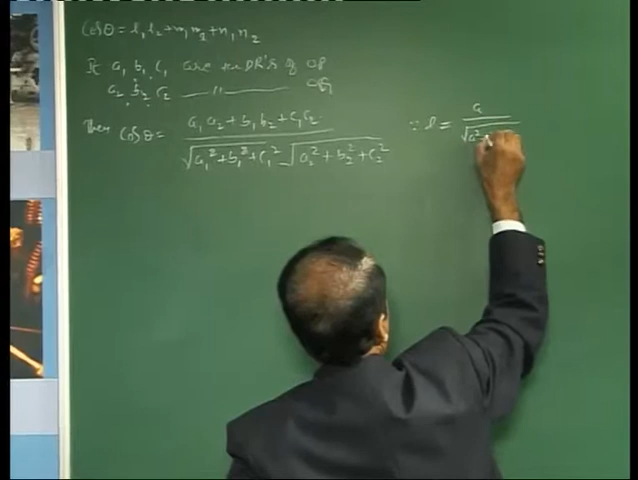 Cosθ = l₁l₂ + m₁m₂ + n₁n₂
If a₁, b₁, c₁ are the DR's of OP
a₂, b₂, c₂ —— 〃 —— OQ
Then Cosθ = (a₁a₂ + b₁b₂ + c₁c₂) / (√(a₁² + b₁² + c₁²) √(a₂² + b₂² + c₂²)) ∵ l = a / √a²